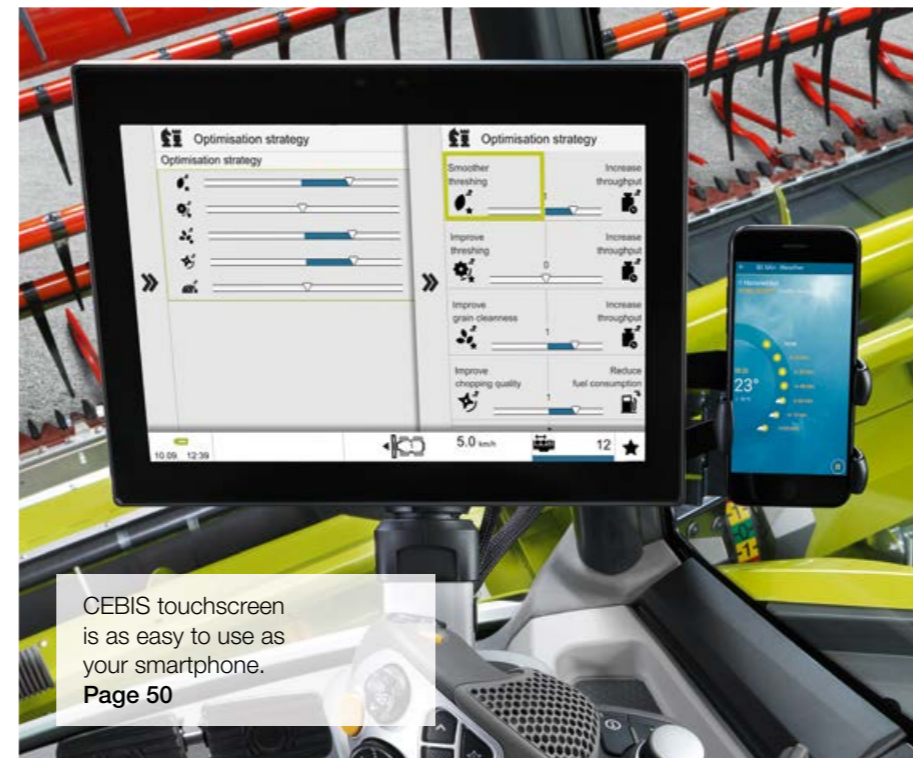 Optimisation strategy
Optimisation strategy
Optimisation strategy
Smoother
threshing
Increase
throughput
1
Improve
threshing
Increase
throughput
0
Improve
grain cleanness
Increase
throughput
1
Improve
chopping quality
Reduce
fuel consumption
1
10.09. 12:39
5.0 km/h
12
23°
CEBIS touchscreen
is as easy to use as
your smartphone.
Page 50